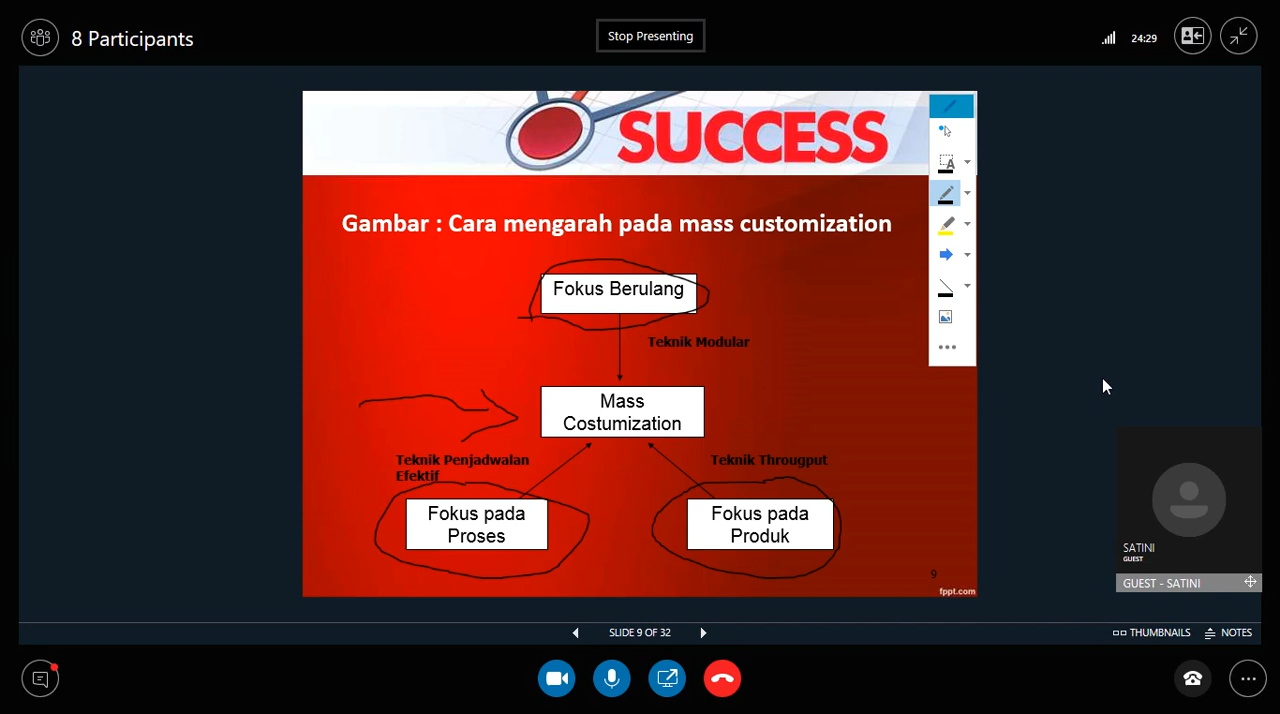 8 Participants
Stop Presenting
24:29
SUCCESS
Gambar : Cara mengarah pada mass customization
Fokus Berulang
Teknik Modular
Mass
Costumization
Teknik Penjadwalan
Efektif
Teknik Througput
Fokus pada
Proses
Fokus pada
Produk
9
fppt.com
SATINI
GUEST
GUEST - SATINI
SLIDE 9 OF 32
THUMBNAILS
NOTES